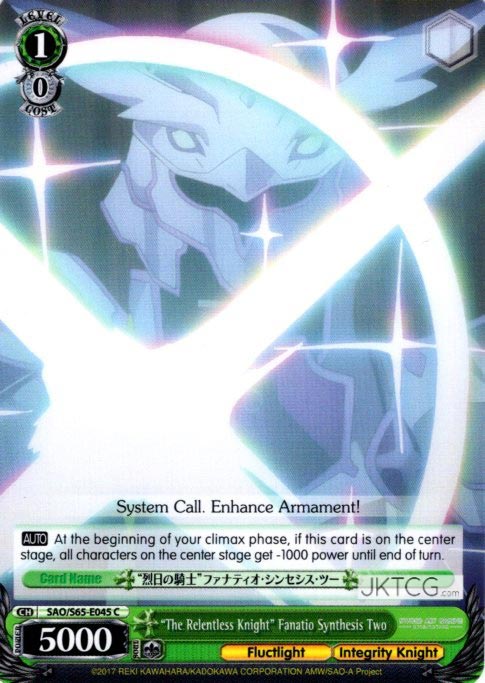 LEVEL
1
0
COST
System Call. Enhance Armament!
AUTO At the beginning of your climax phase, if this card is on the center
stage, all characters on the center stage get -1000 power until end of turn.
Card Name "烈日の騎士"ファナティオ・シンセシス・ツー
JKTCG.com
CH SAO/S65-E045 C
"The Relentless Knight" Fanatio Synthesis Two
POWER 5000 SOUL
Fluctlight Integrity Knight
©2017 REKI KAWAHARA/KADOKAWA CORPORATION AMW/SAO-A Project